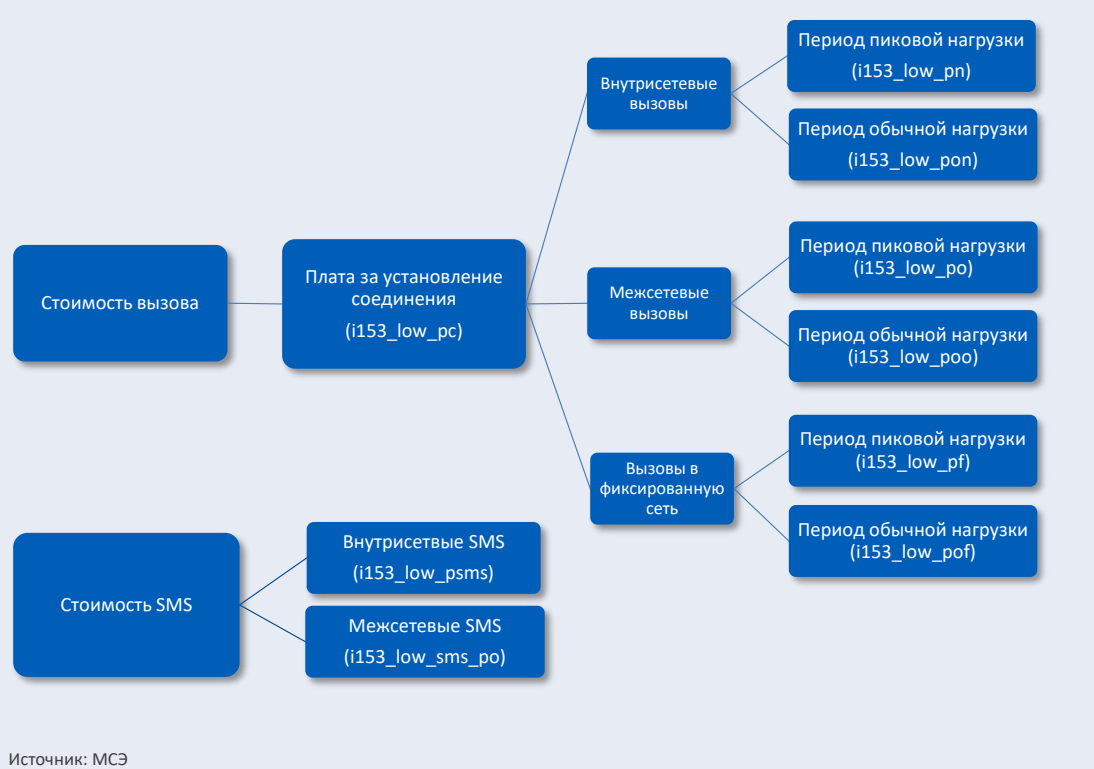 Стоимость вызова
Плата за установление
соединения
(i153_low_pc)
Внутрисетевые
вызовы
Период пиковой нагрузки
(i153_low_pn)
Период обычной нагрузки
(i153_low_pon)
Межсетевые
вызовы
Период пиковой нагрузки
(i153_low_po)
Период обычной нагрузки
(i153_low_poo)
Вызовы в
фиксированную
сеть
Период пиковой нагрузки
(i153_low_pf)
Период обычной нагрузки
(i153_low_pof)
Стоимость SMS
Внутрисетвые SMS
(i153_low_psms)
Межсетевые SMS
(i153_low_sms_po)
Источник: МСЭ